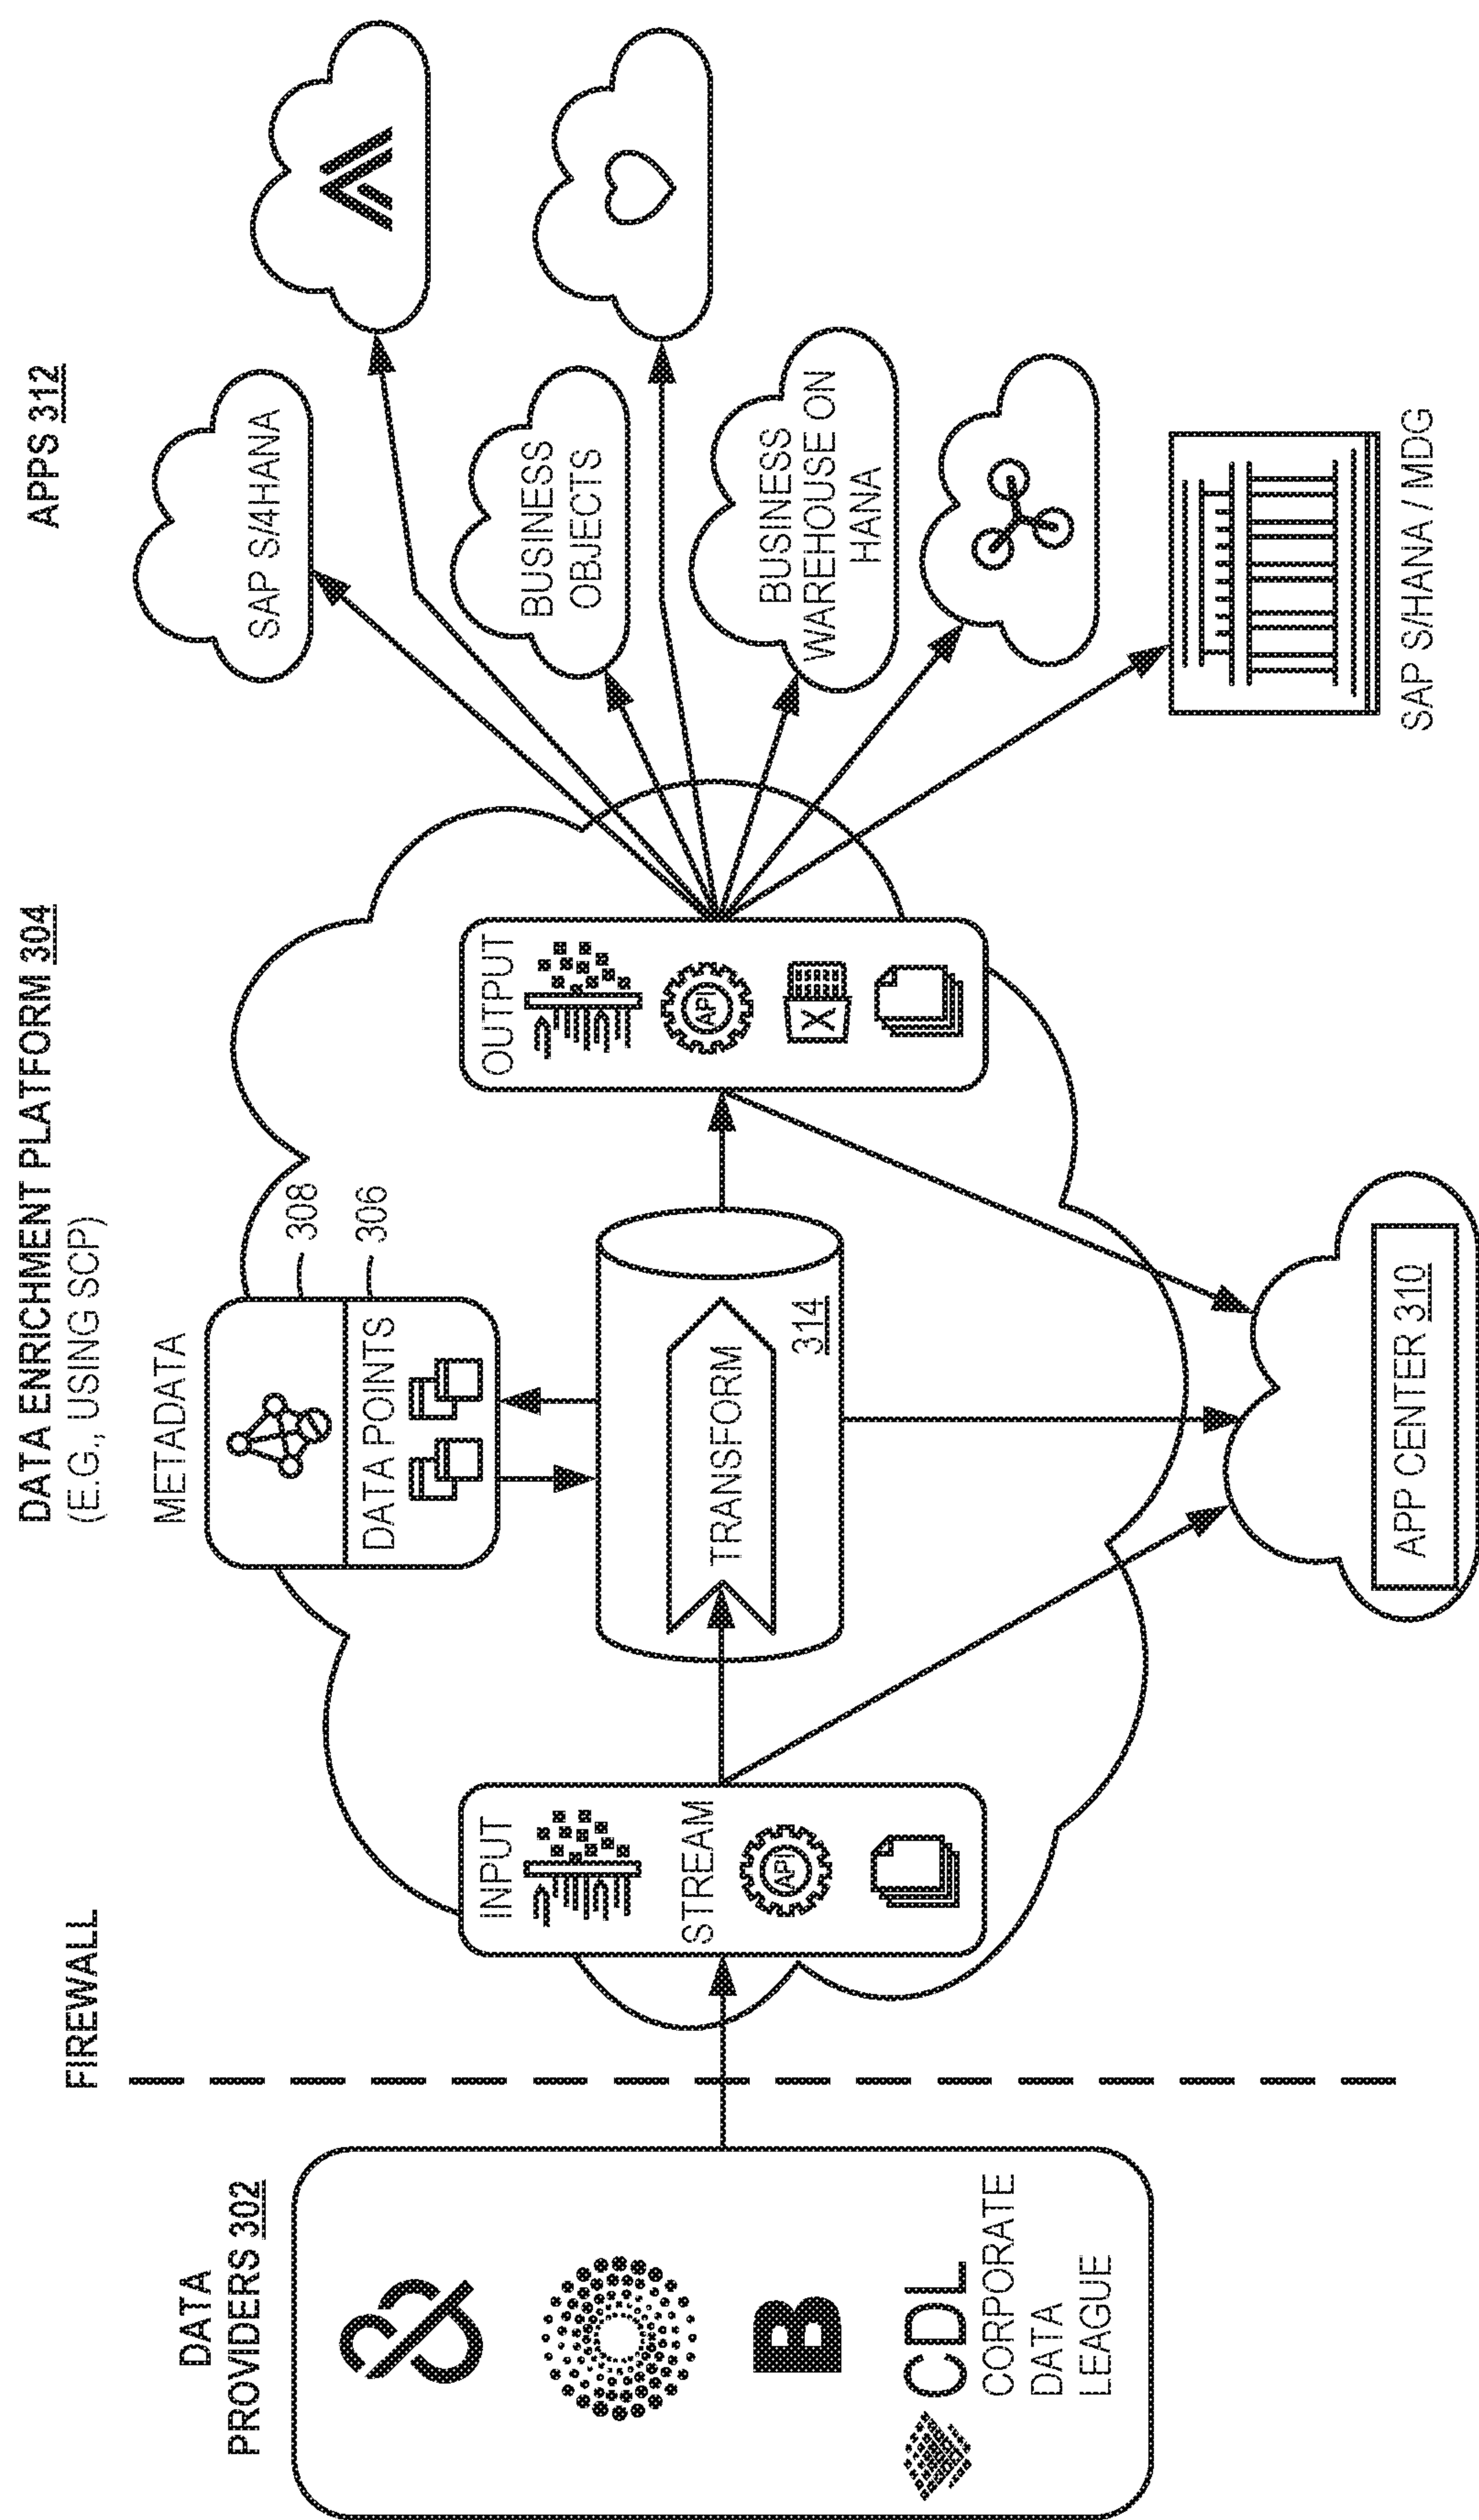 DATA
PROVIDERS 302
CDL
CORPORATE
DATA
LEAGUE
B
FIREWALL
DATA ENRICHMENT PLATFORM 304
(E.G., USING SCP)
METADATA
308
DATA POINTS
306
INPUT
STREAM
API
TRANSFORM
314
OUTPUT
API
X
APP CENTER 310
APPS 312
SAP S/4HANA
BUSINESS
OBJECTS
BUSINESS
WAREHOUSE ON
HANA
SAP S/HANA / MDG